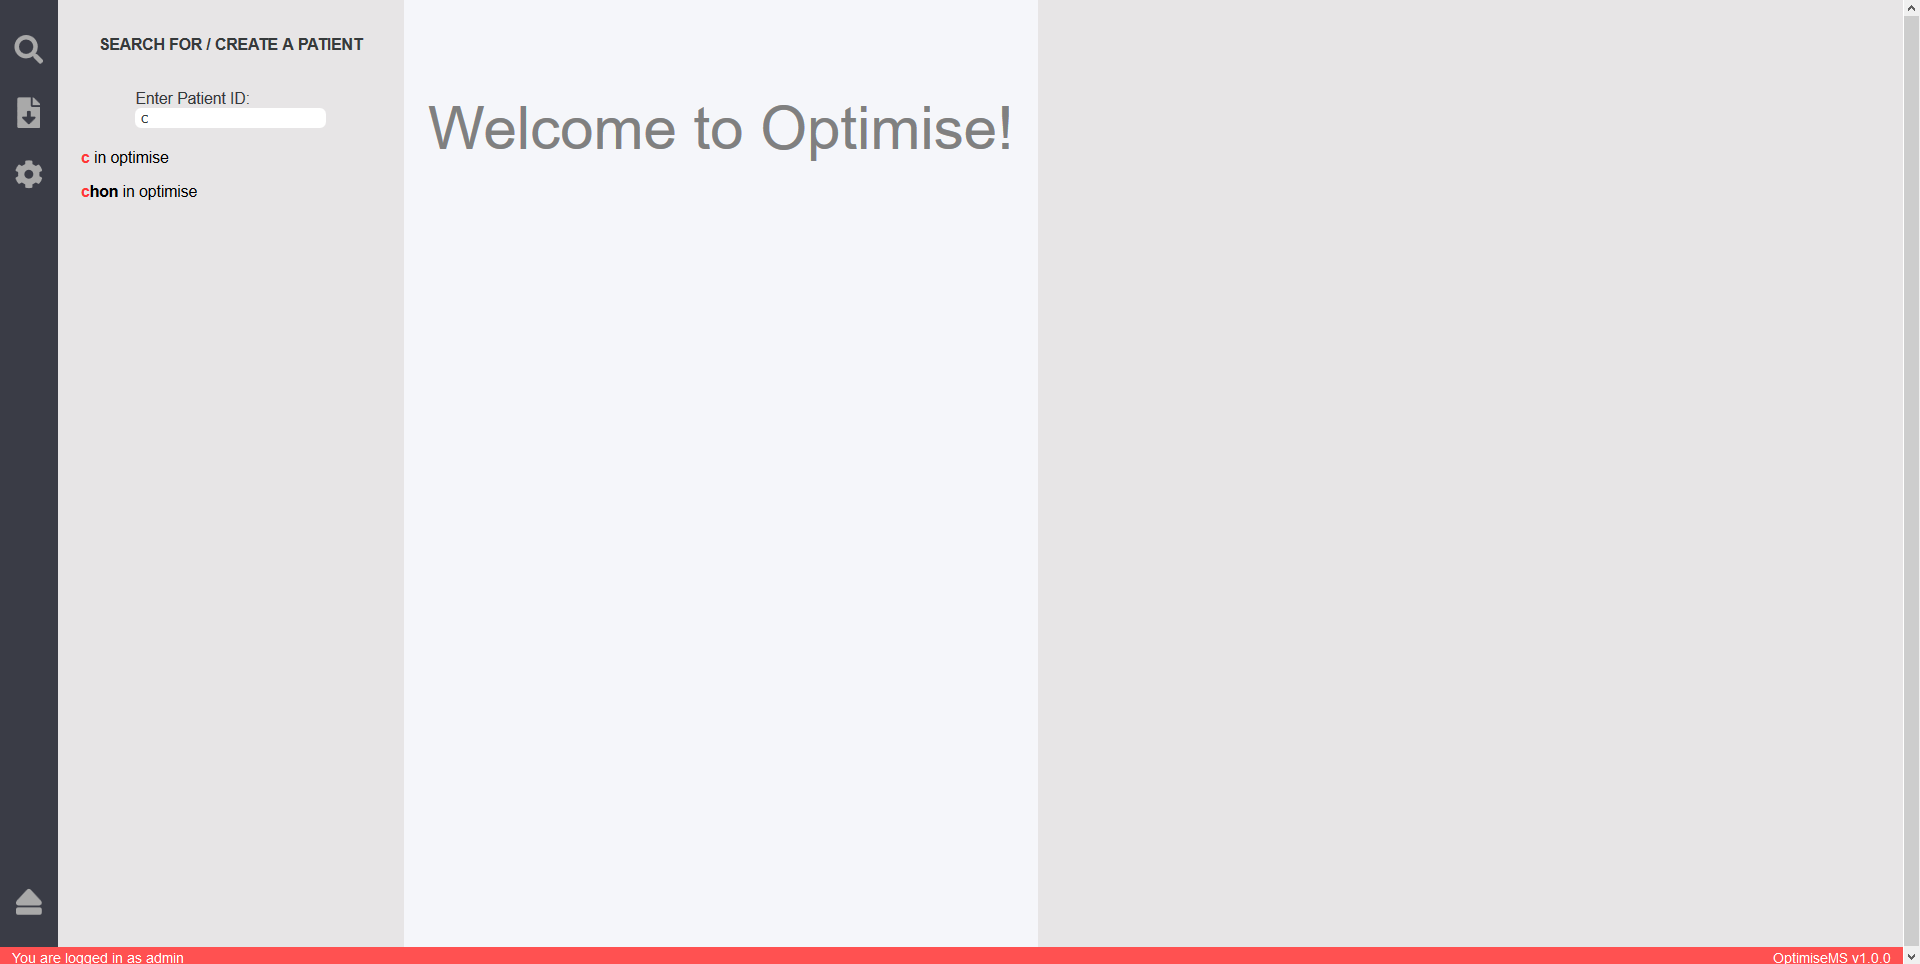 SEARCH FOR / CREATE A PATIENT
Enter Patient ID:
c
c in optimise
chon in optimise
Welcome to Optimise!
You are logged in as admin
OptimiseMS v1.0.0